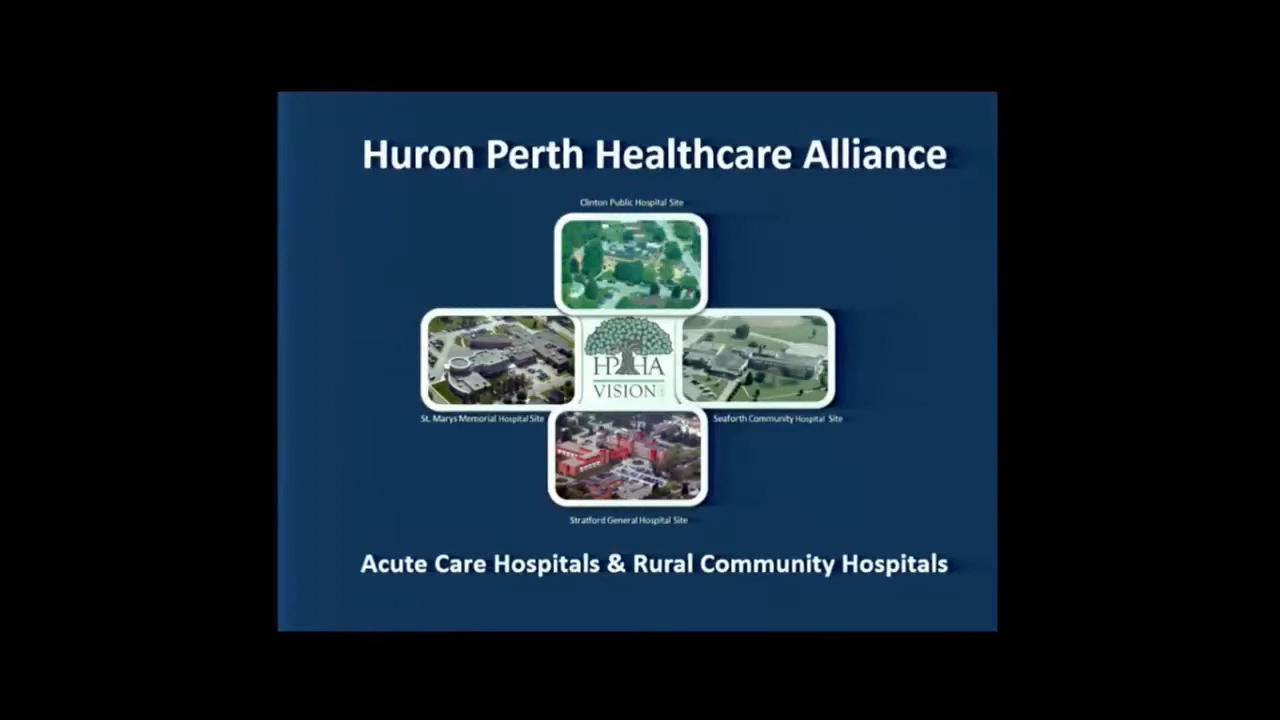 Huron Perth Healthcare Alliance
Clinton Public Hospital Site
HPHA
VISION
St. Marys Memorial Hospital Site
Seaforth Community Hospital Site
Stratford General Hospital Site
Acute Care Hospitals & Rural Community Hospitals